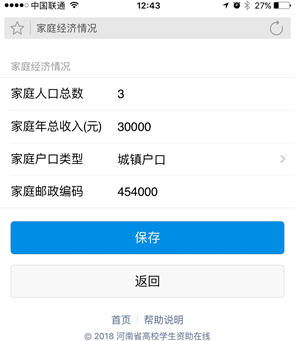 中国联通 12:43 27%
家庭经济情况
家庭经济情况
家庭人口总数 3
家庭年总收入(元) 30000
家庭户口类型 城镇户口
家庭邮政编码 454000
保存
返回
首页 帮助说明
© 2018 河南省高校学生资助在线